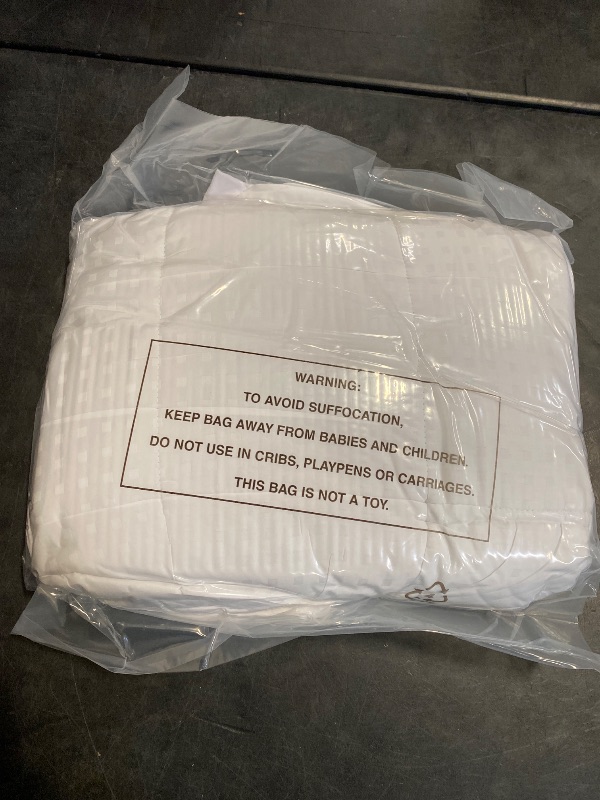 WARNING:
TO AVOID SUFFOCATION,
KEEP BAG AWAY FROM BABIES AND CHILDREN.
DO NOT USE IN CRIBS, PLAYPENS OR CARRIAGES.
THIS BAG IS NOT A TOY.